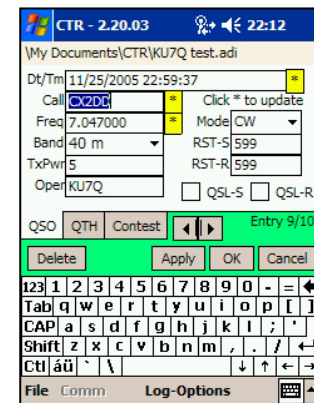 CTR - 2.20.03 22:12
\My Documents\CTR\KU7Q test.adi
Dt/Tm 11/25/2005 22:59:37 *
Call CX2DD * Click * to update
Freq 7.047000 * Mode CW
Band 40 m RST-S 599
TxPwr 5 RST-R 599
Oper KU7Q QSL-S QSL-R
QSO QTH Contest Entry 9/10
Delete Apply OK Cancel
123 1 2 3 4 5 6 7 8 9 0 - =
Tab q w e r t y u i o p [ ]
CAP a s d f g h j k l ; '
Shift z x c v b n m , . /
Ctl áü ` \ ↓ ↑ ← →
File Comm Log-Options